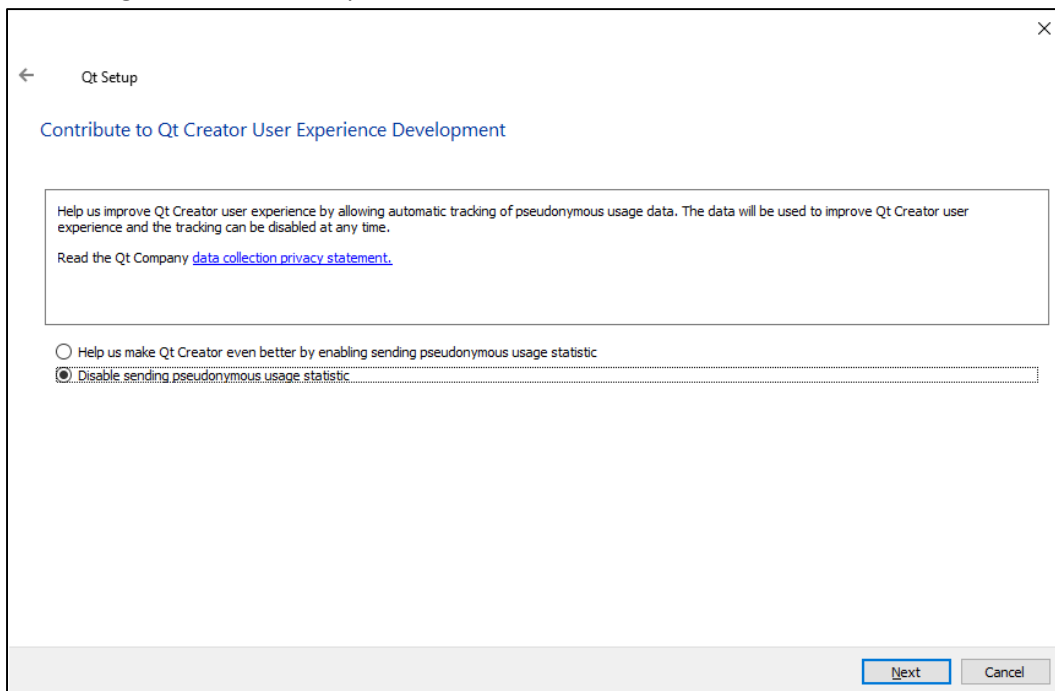 Qt Setup
Contribute to Qt Creator User Experience Development
Help us improve Qt Creator user experience by allowing automatic tracking of pseudonymous usage data. The data will be used to improve Qt Creator user
experience and the tracking can be disabled at any time.
Read the Qt Company data collection privacy statement.
Help us make Qt Creator even better by enabling sending pseudonymous usage statistic
Disable sending pseudonymous usage statistic
Next Cancel